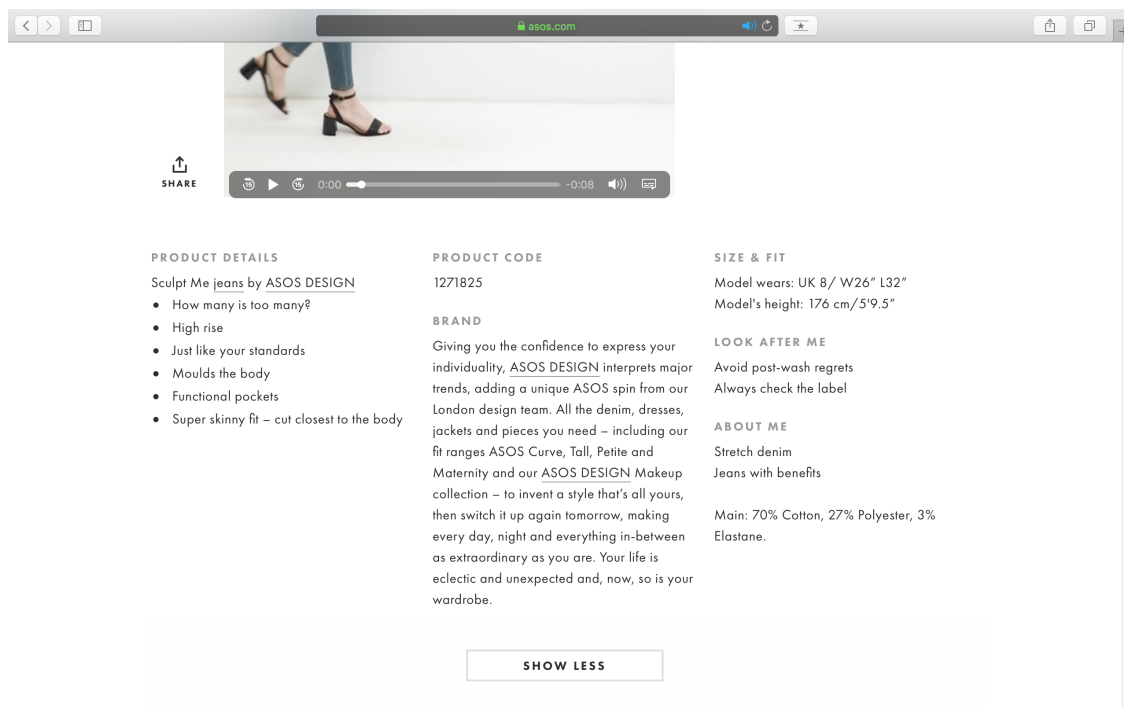 asos.com
SHARE
15
15
0:00
-0:08
PRODUCT DETAILS
Sculpt Me jeans by ASOS DESIGN
• How many is too many?
• High rise
• Just like your standards
• Moulds the body
• Functional pockets
• Super skinny fit – cut closest to the body
PRODUCT CODE
1271825
BRAND
Giving you the confidence to express your
individuality, ASOS DESIGN interprets major
trends, adding a unique ASOS spin from our
London design team. All the denim, dresses,
jackets and pieces you need – including our
fit ranges ASOS Curve, Tall, Petite and
Maternity and our ASOS DESIGN Makeup
collection – to invent a style that's all yours,
then switch it up again tomorrow, making
every day, night and everything in-between
as extraordinary as you are. Your life is
eclectic and unexpected and, now, so is your
wardrobe.
SIZE & FIT
Model wears: UK 8/ W26” L32”
Model's height: 176 cm/5'9.5”
LOOK AFTER ME
Avoid post-wash regrets
Always check the label
ABOUT ME
Stretch denim
Jeans with benefits
Main: 70% Cotton, 27% Polyester, 3%
Elastane.
SHOW LESS